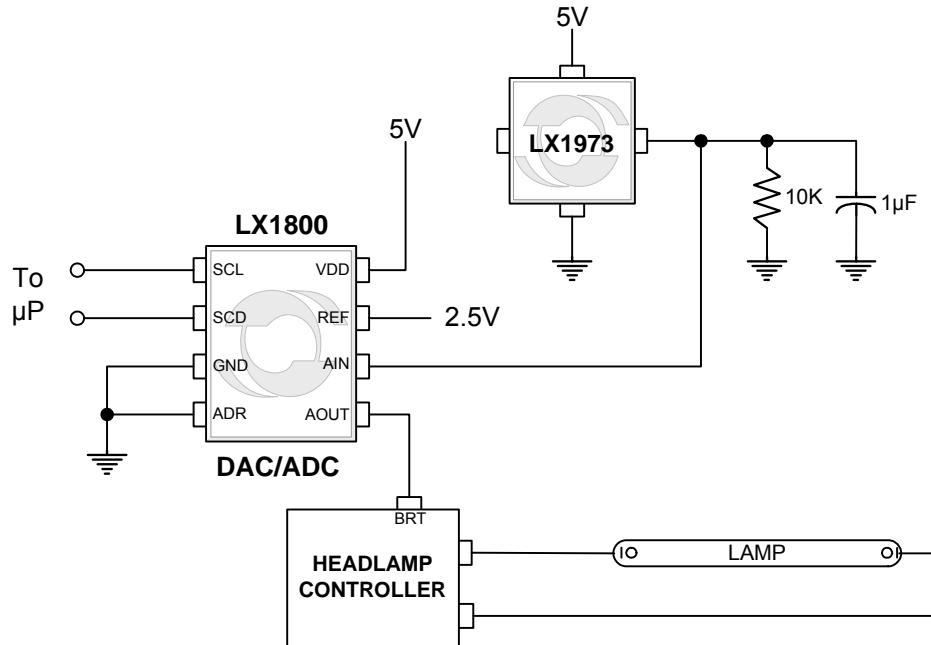 5V
LX1973
10K
1µF
5V
LX1800
To
µP
SCL
VDD
SCD
REF
2.5V
GND
AIN
ADR
AOUT
DAC/ADC
BRT
HEADLAMP
CONTROLLER
LAMP